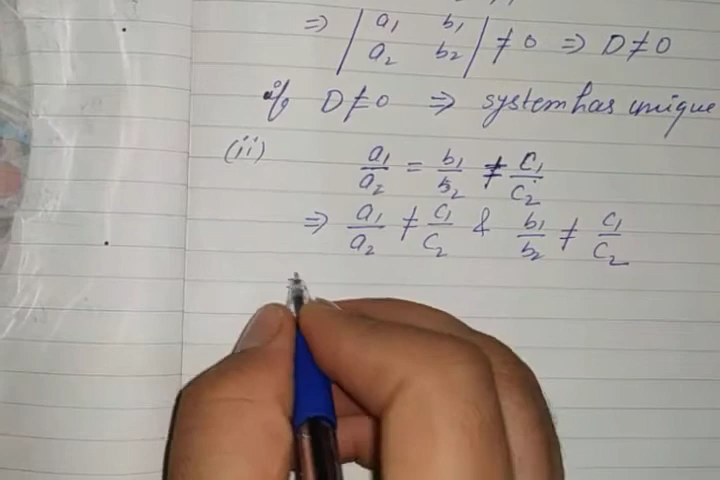 ⇒ | a₁ b₁ | ≠ 0 ⇒ D ≠ 0
| a₂ b₂ |
if D ≠ 0 ⇒ system has unique
(ii) a₁/a₂ = b₁/b₂ ≠ c₁/c₂
⇒ a₁/a₂ ≠ c₁/c₂ & b₁/b₂ ≠ c₁/c₂